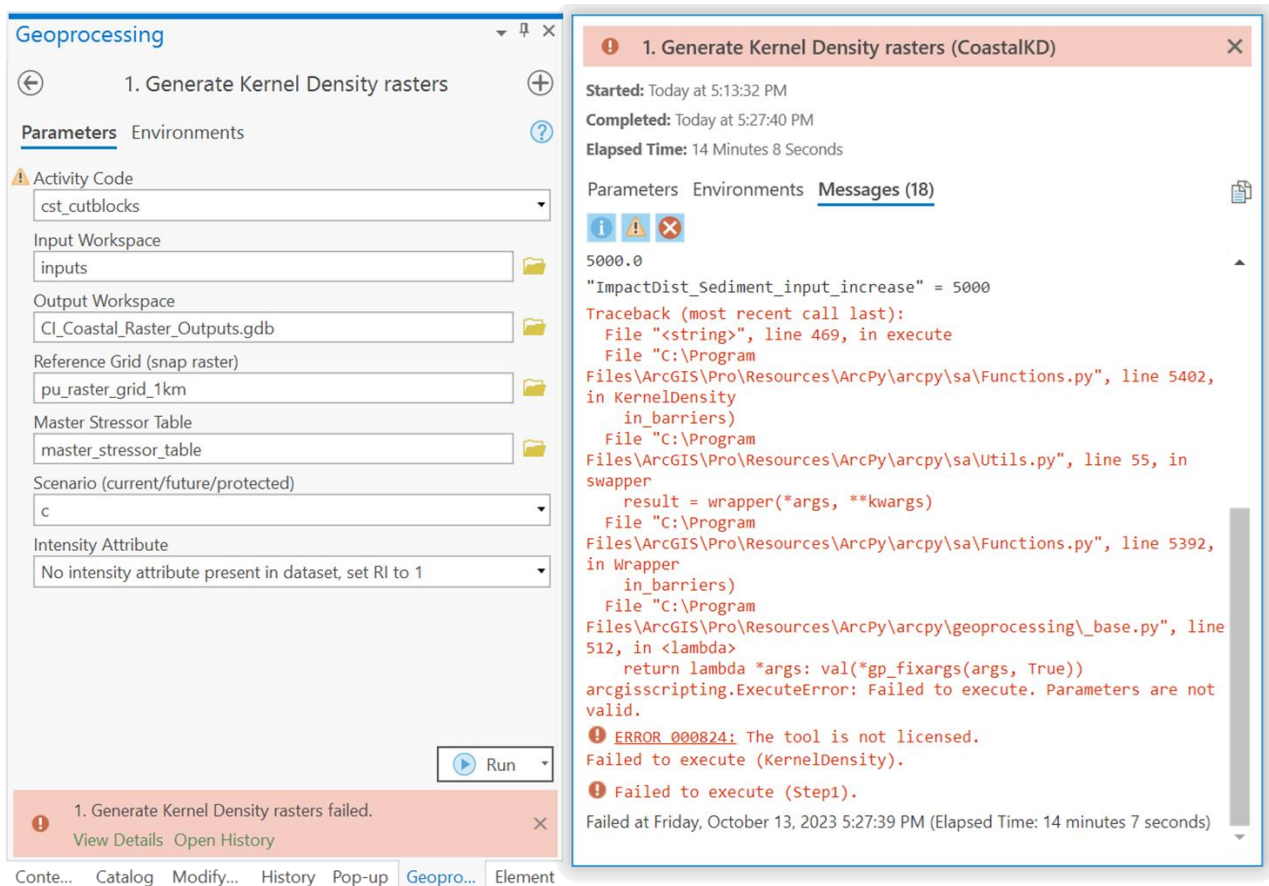 Geoprocessing
1. Generate Kernel Density rasters
Parameters Environments
Activity Code
cst_cutblocks
Input Workspace
inputs
Output Workspace
CI_Coastal_Raster_Outputs.gdb
Reference Grid (snap raster)
pu_raster_grid_1km
Master Stressor Table
master_stressor_table
Scenario (current/future/protected)
c
Intensity Attribute
No intensity attribute present in dataset, set RI to 1
Run
1. Generate Kernel Density rasters failed.
View Details Open History
Conte... Catalog Modify... History Pop-up Geopro... Element
1. Generate Kernel Density rasters (CoastalKD)
Started: Today at 5:13:32 PM
Completed: Today at 5:27:40 PM
Elapsed Time: 14 Minutes 8 Seconds
Parameters Environments Messages (18)
5000.0
"ImpactDist_Sediment_input_increase" = 5000
Traceback (most recent call last):
File "<string>", line 469, in execute
File "C:\Program
Files\ArcGIS\Pro\Resources\ArcPy\arcpy\sa\Functions.py", line 5402,
in KernelDensity
in_barriers)
File "C:\Program
Files\ArcGIS\Pro\Resources\ArcPy\arcpy\sa\Utils.py", line 55, in
swapper
result = wrapper(*args, **kwargs)
File "C:\Program
Files\ArcGIS\Pro\Resources\ArcPy\arcpy\sa\Functions.py", line 5392,
in Wrapper
in_barriers)
File "C:\Program
Files\ArcGIS\Pro\Resources\ArcPy\arcpy\geoprocessing\_base.py", line
512, in <lambda>
return lambda *args: val(*gp_fixargs(args, True))
arcgisscripting.ExecuteError: Failed to execute. Parameters are not
valid.
ERROR 000824: The tool is not licensed.
Failed to execute (KernelDensity).
Failed to execute (Step1).
Failed at Friday, October 13, 2023 5:27:39 PM (Elapsed Time: 14 minutes 7 seconds)